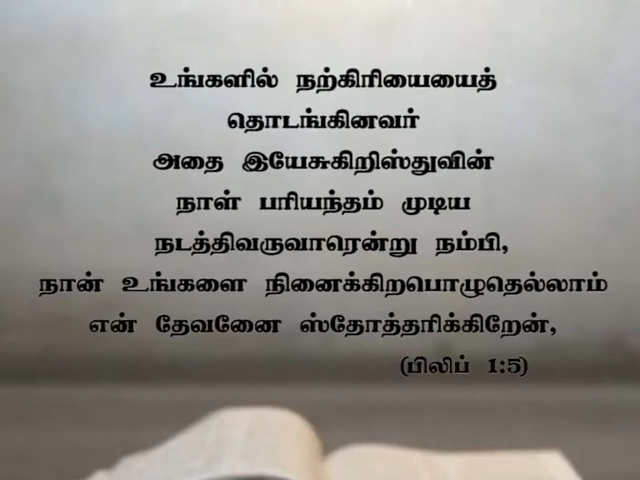 உங்களில் நற்கிரியையைத்
தொடங்கினவர்
அதை இயேசுகிறிஸ்துவின்
நாள் பரியந்தம் முடிய
நடத்திவருவாரென்று நம்பி,
நான் உங்களை நினைக்கிறபொழுதெல்லாம்
என் தேவனை ஸ்தோத்தரிக்கிறேன்,
(பிலிப் 1:5)